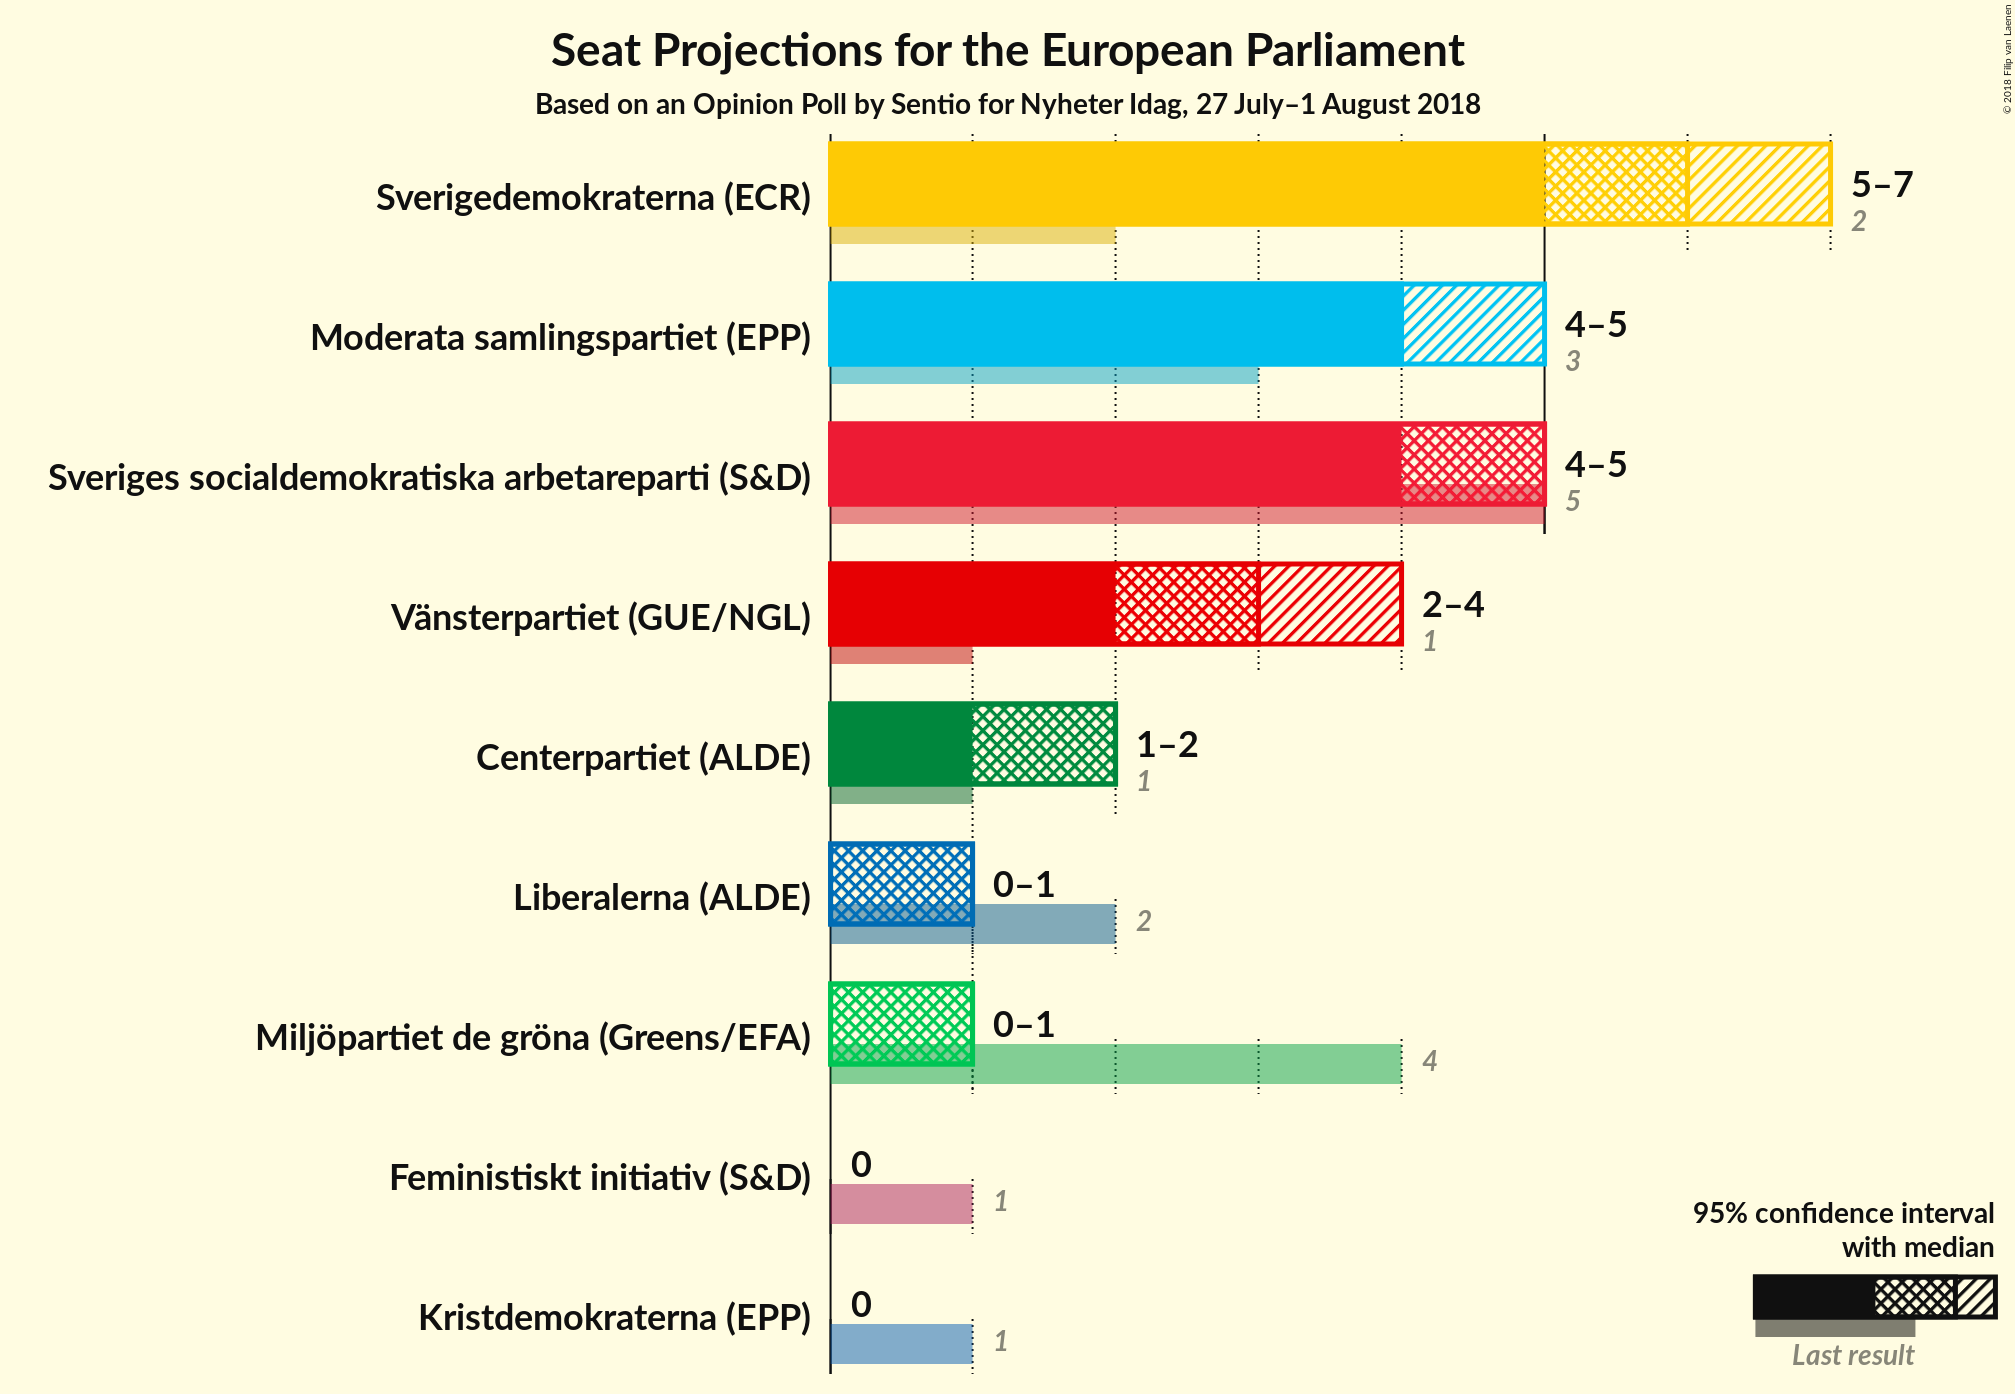 Seat Projections for the European Parliament
Based on an Opinion Poll by Sentio for Nyheter Idag, 27 July–1 August 2018
© 2018 Filip van Laenen
Sverigedemokraterna (ECR)
5–7
2
Moderata samlingspartiet (EPP)
4–5
3
Sveriges socialdemokratiska arbetareparti (S&D)
4–5
5
Vänsterpartiet (GUE/NGL)
2–4
1
Centerpartiet (ALDE)
1–2
1
Liberalerna (ALDE)
0–1
2
Miljöpartiet de gröna (Greens/EFA)
0–1
4
Feministiskt initiativ (S&D)
0
1
Kristdemokraterna (EPP)
0
1
95% confidence interval
with median
Last result